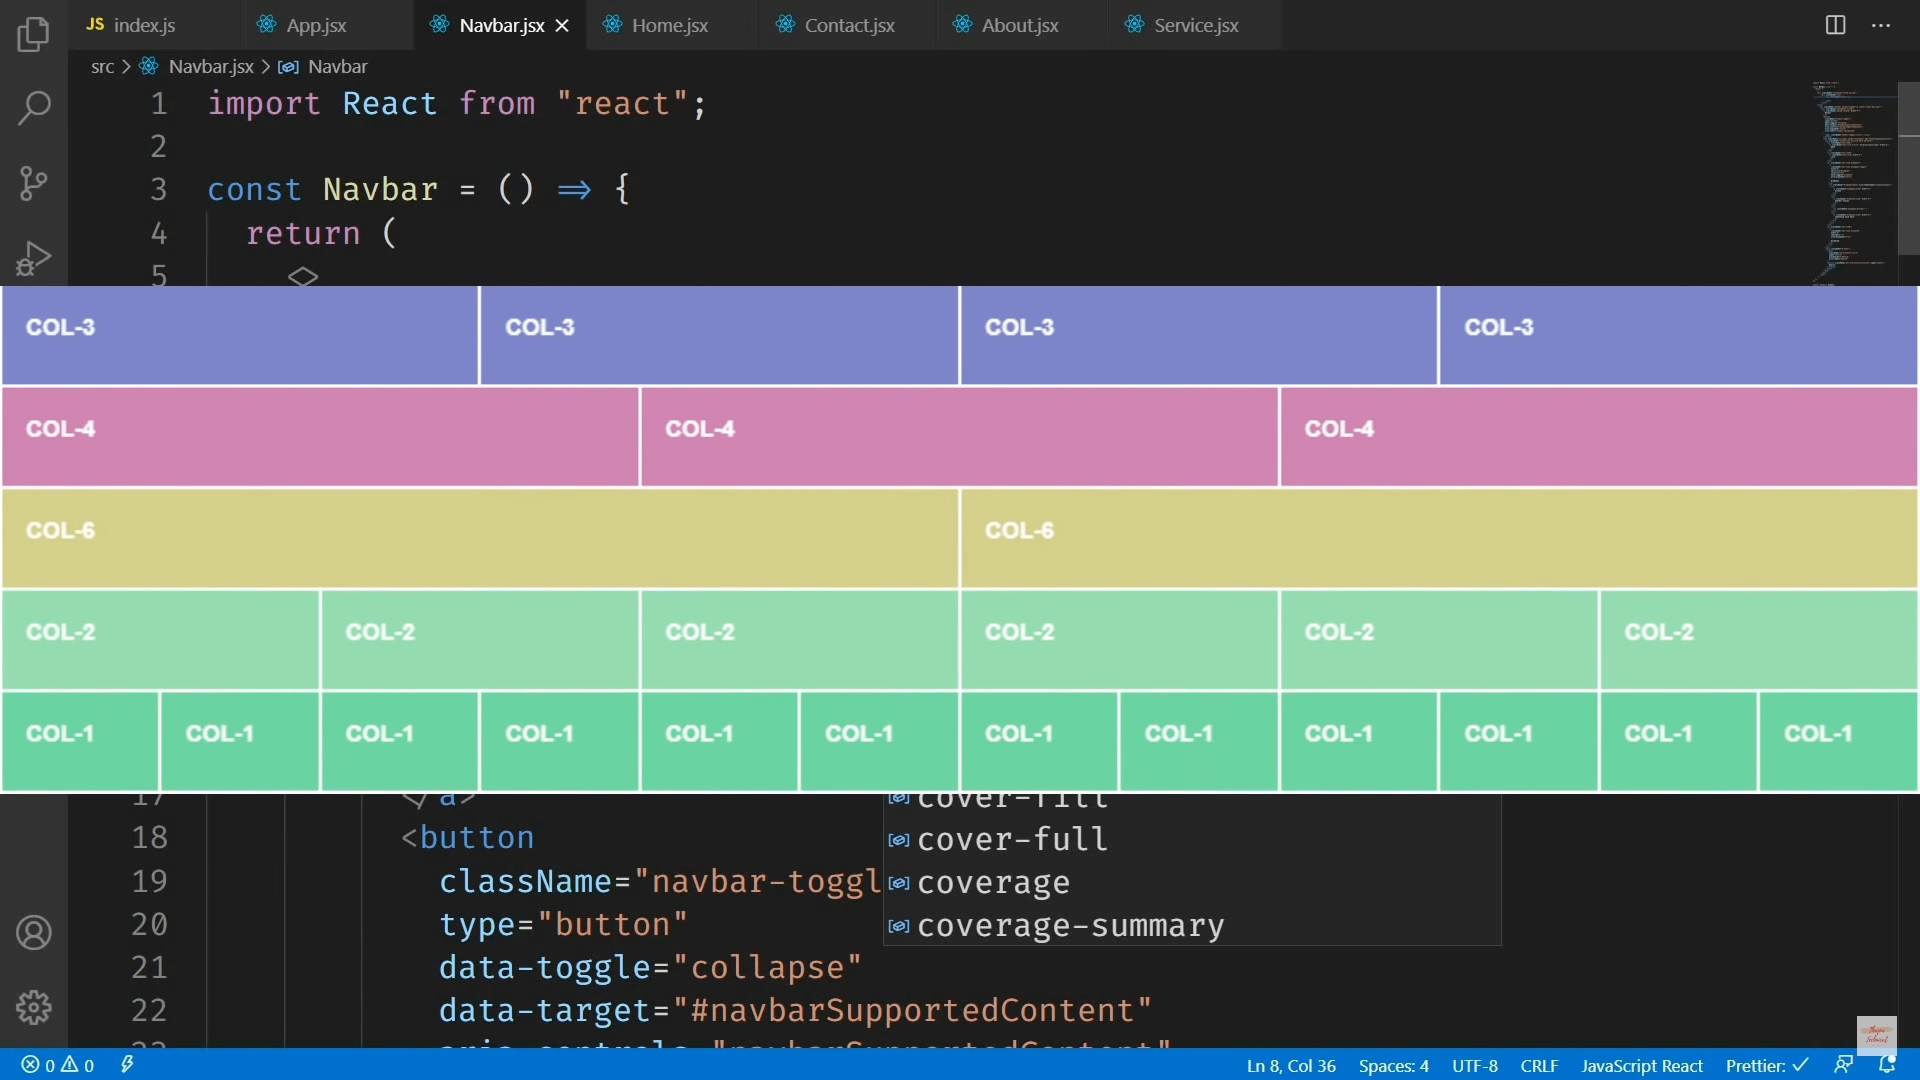 JS index.js App.jsx Navbar.jsx Home.jsx Contact.jsx About.jsx Service.jsx
src > Navbar.jsx > Navbar
1 import React from "react";
2
3 const Navbar = () => {
4 return (
5 <>
COL-3 COL-3 COL-3 COL-3
COL-4 COL-4 COL-4
COL-6 COL-6
COL-2 COL-2 COL-2 COL-2 COL-2 COL-2
COL-1 COL-1 COL-1 COL-1 COL-1 COL-1 COL-1 COL-1 COL-1 COL-1 COL-1 COL-1
17 </a> cover-fill
18 <button cover-full
19 className="navbar-toggl coverage
20 type="button" coverage-summary
21 data-toggle="collapse"
22 data-target="#navbarSupportedContent"
23 aria-controls="navbarSupportedContent"
0 0 Ln 8, Col 36 Spaces: 4 UTF-8 CRLF JavaScript React Prettier: ✓